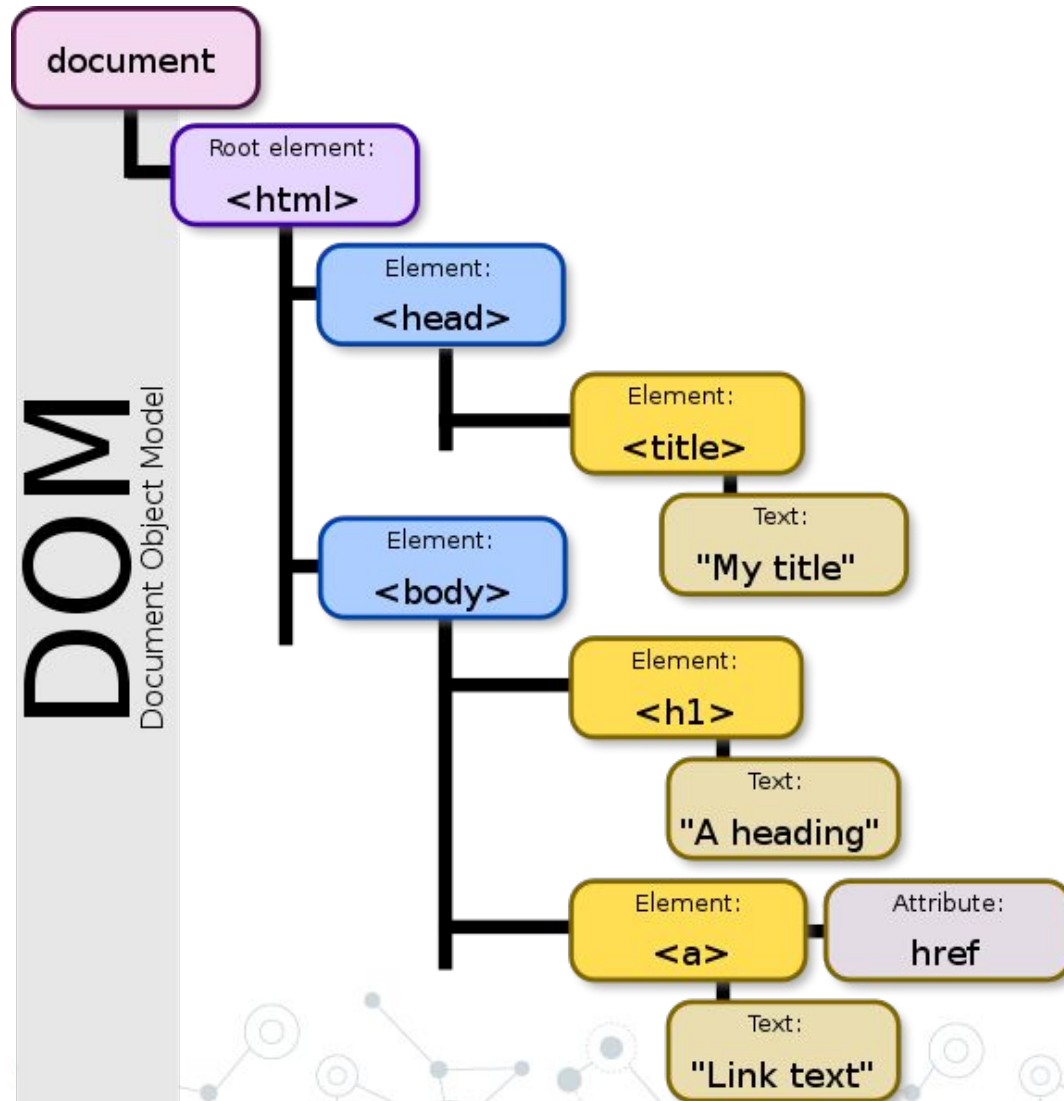 document
Root element:
<html>
Element:
<head>
Element:
<title>
Text:
"My title"
Element:
<body>
Element:
<h1>
Text:
"A heading"
Element:
<a>
Attribute:
href
Text:
"Link text"
DOM
Document Object Model